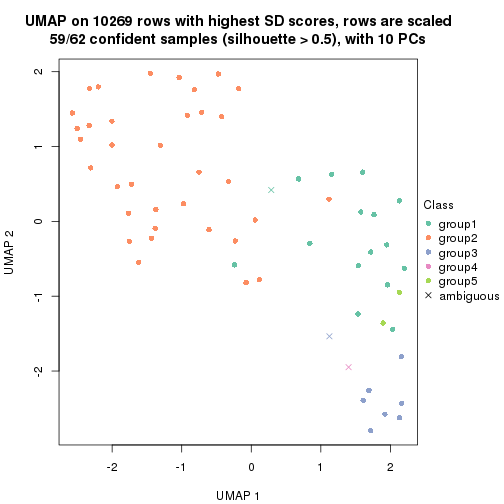 UMAP on 10269 rows with highest SD scores, rows are scaled
59/62 confident samples (silhouette > 0.5), with 10 PCs
2
1
0
-1
-2
UMAP 2
-2
-1
0
1
2
UMAP 1
Class
group1
group2
group3
group4
group5
ambiguous